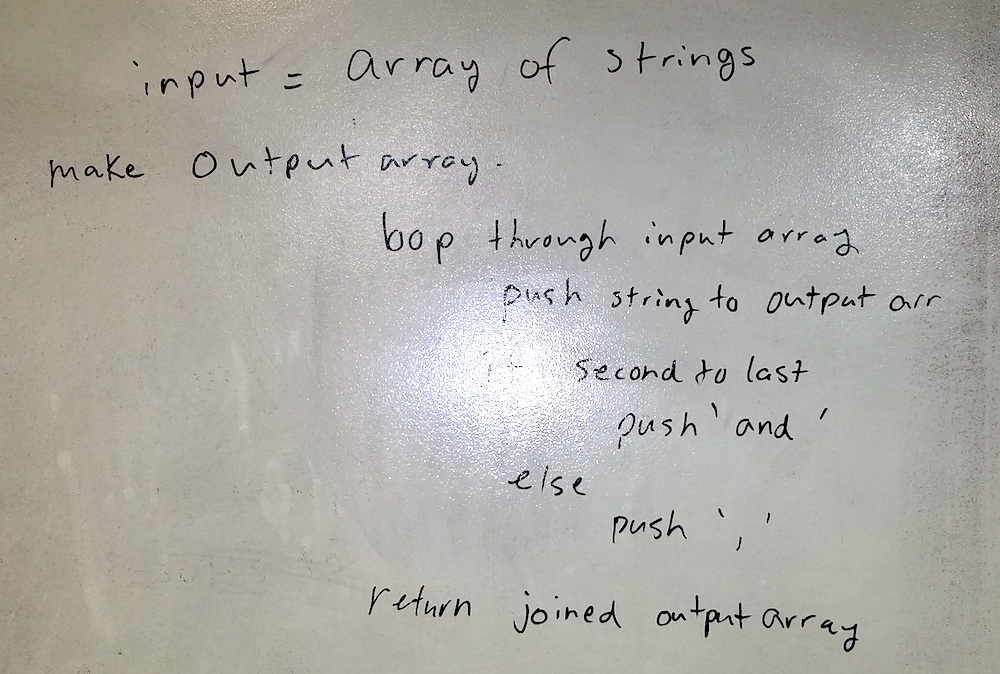 input = array of strings
make output array.
loop through input array
push string to output arr
second to last
push ' and '
else
push ', '
return joined output array